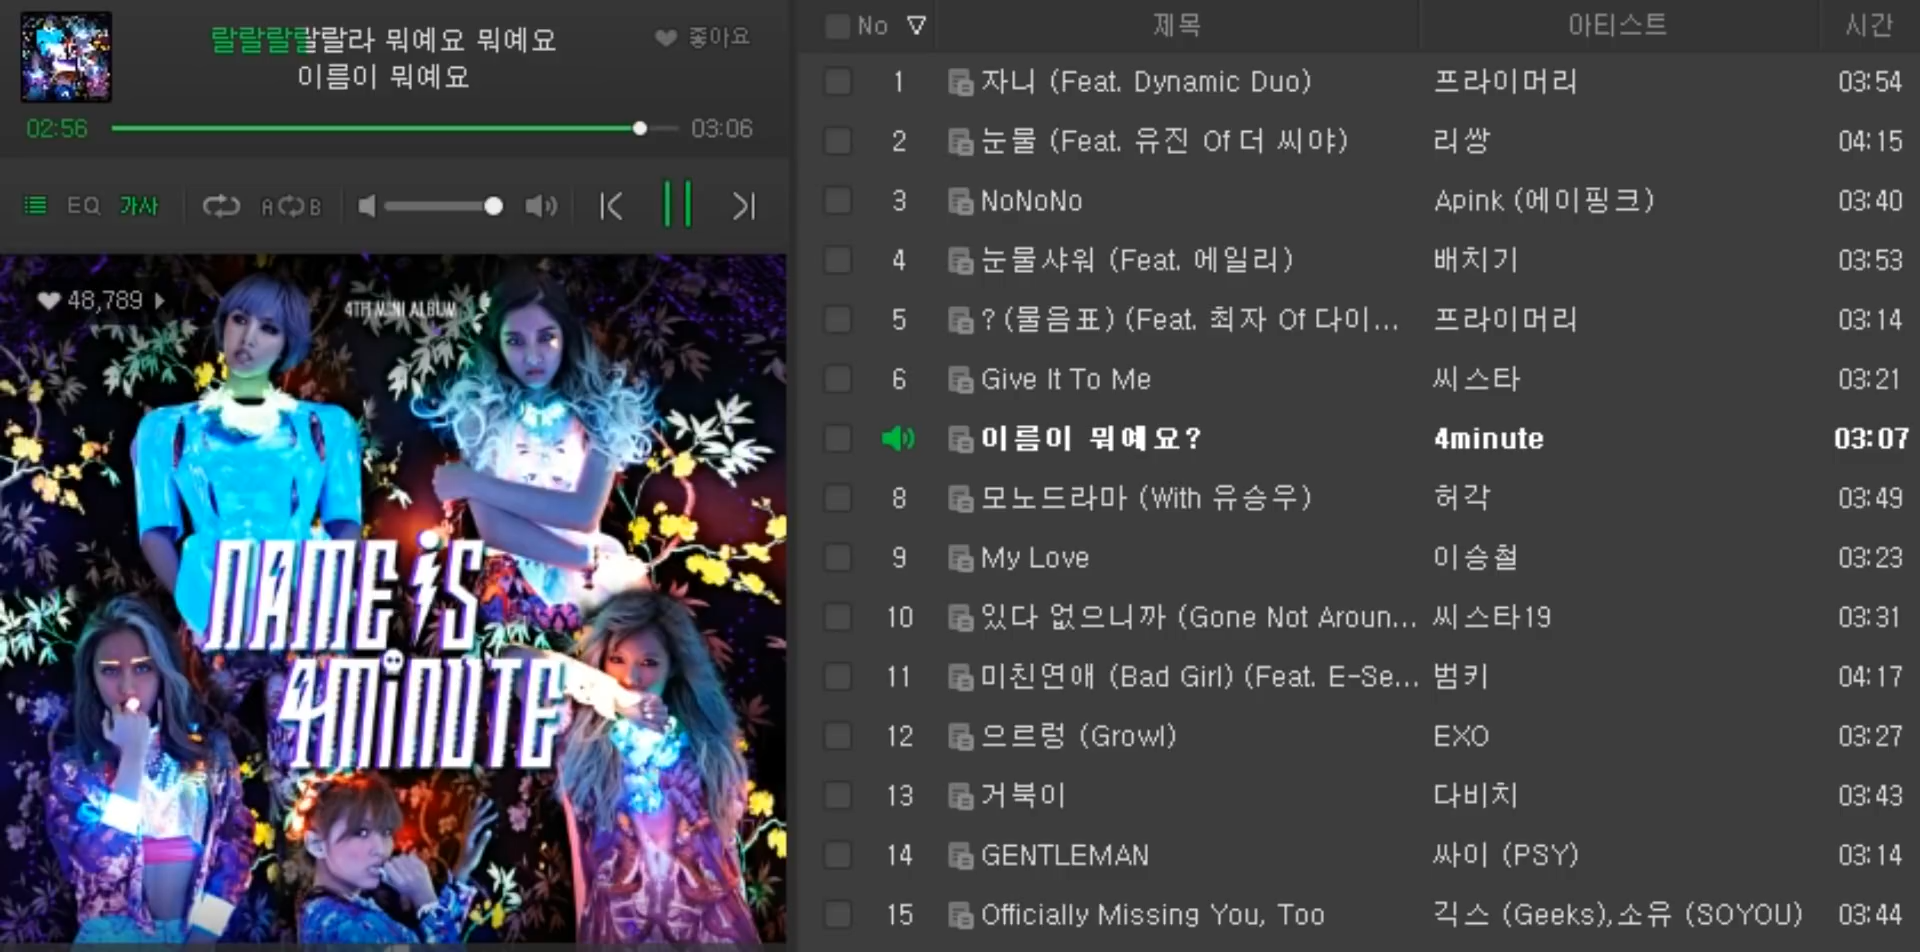 랄랄랄랄랄라 뭐예요 뭐예요
이름이 뭐예요
좋아요
02:56 03:06
EQ 가사 A B
48,789
4TH MINI ALBUM
NAME IS
4MINUTE
No 제목 아티스트 시간
1 자니 (Feat. Dynamic Duo) 프라이머리 03:54
2 눈물 (Feat. 유진 Of 더 씨야) 리쌍 04:15
3 NoNoNo Apink (에이핑크) 03:40
4 눈물샤워 (Feat. 에일리) 배치기 03:53
5 ? (물음표) (Feat. 최자 Of 다이... 프라이머리 03:14
6 Give It To Me 씨스타 03:21
이름이 뭐예요? 4minute 03:07
8 모노드라마 (With 유승우) 허각 03:49
9 My Love 이승철 03:23
10 있다 없으니까 (Gone Not Aroun... 씨스타19 03:31
11 미친연애 (Bad Girl) (Feat. E-Se... 범키 04:17
12 으르렁 (Growl) EXO 03:27
13 거북이 다비치 03:43
14 GENTLEMAN 싸이 (PSY) 03:14
15 Officially Missing You, Too 긱스 (Geeks),소유 (SOYOU) 03:44